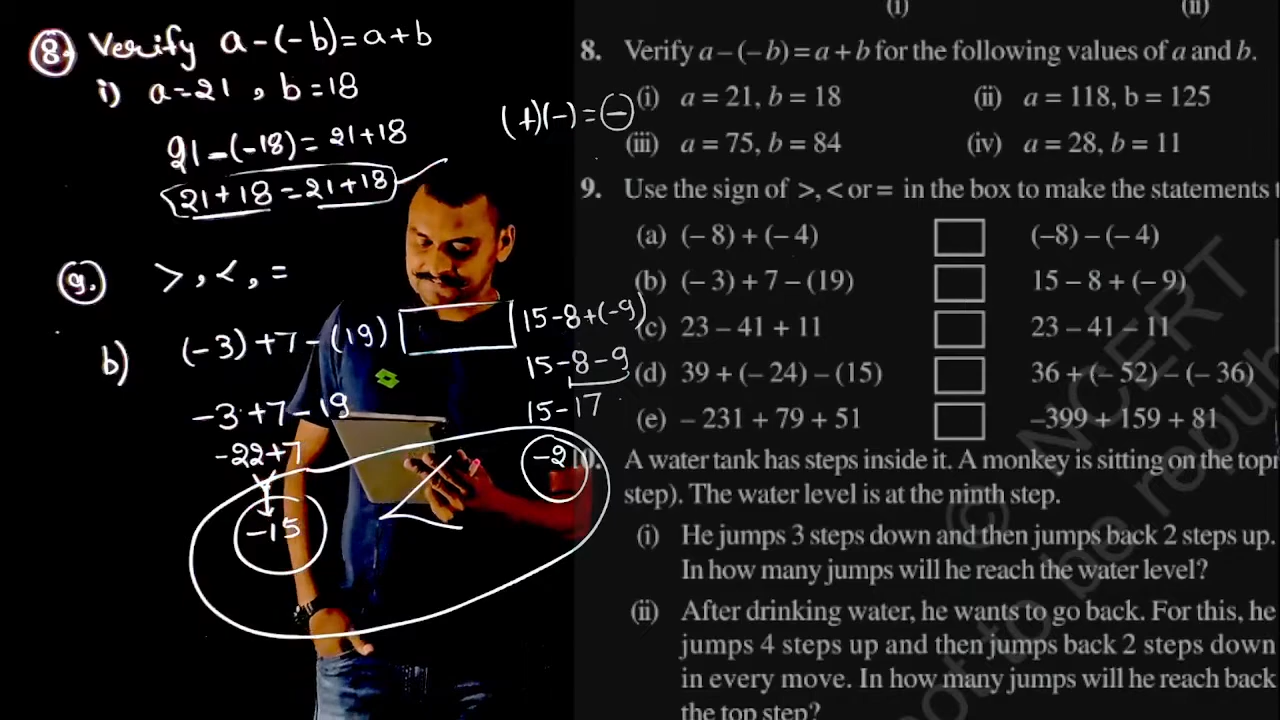 8. Verify a-(-b)=a+b
i) a=21 , b=18
21-(-18)=21+18
21+18=21+18
(+)(-)=-
9. >,<,=
b) (-3)+7-(19) 15-8+(-9)
15-8-9
-3+7-19
15-17
-22+7
-2
-15
(i) (ii)
8. Verify a – (– b) = a + b for the following values of a and b.
(i) a = 21, b = 18 (ii) a = 118, b = 125
(iii) a = 75, b = 84 (iv) a = 28, b = 11
9. Use the sign of >, < or = in the box to make the statements
(a) (– 8) + (– 4) (–8) – (– 4)
(b) (– 3) + 7 – (19) 15 – 8 + (– 9)
(c) 23 – 41 + 11 23 – 41 – 11
(d) 39 + (– 24) – (15) 36 + (– 52) – (– 36)
(e) – 231 + 79 + 51 –399 + 159 + 81
10. A water tank has steps inside it. A monkey is sitting on the
step). The water level is at the ninth step.
(i) He jumps 3 steps down and then jumps back 2 steps up.
In how many jumps will he reach the water level?
(ii) After drinking water, he wants to go back. For this, he
jumps 4 steps up and then jumps back 2 steps down
in every move. In how many jumps will he reach back
the top step?
© NCERT
not to be republ